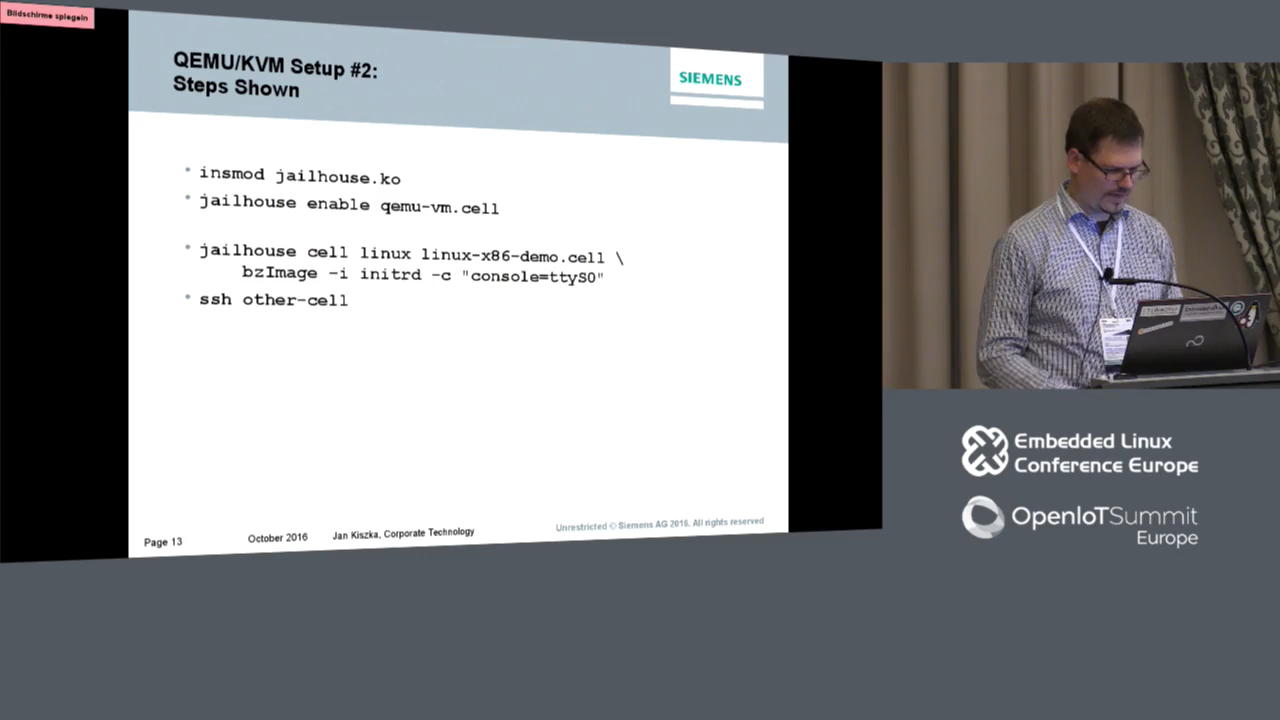 Bildschirme spiegeln
QEMU/KVM Setup #2:
Steps Shown
SIEMENS
insmod jailhouse.ko
jailhouse enable qemu-vm.cell
jailhouse cell linux linux-x86-demo.cell \
bzImage -i initrd -c "console=ttyS0"
ssh other-cell
Page 13
October 2016
Jan Kiszka, Corporate Technology
Unrestricted © Siemens AG 2016. All rights reserved
Embedded Linux
Conference Europe
OpenIoTSummit
Europe